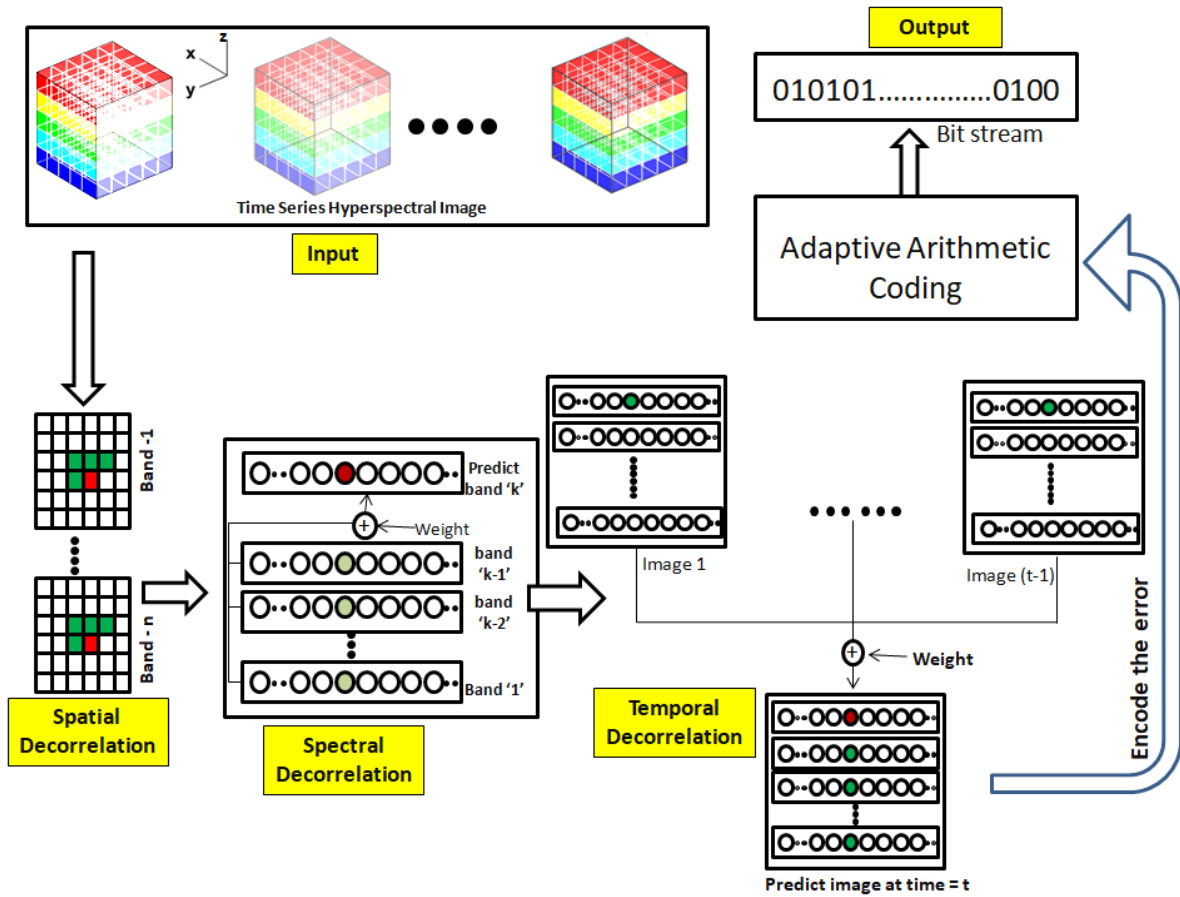 z
x
y
Time Series Hyperspectral Image
Input
Output
010101..............0100
Bit stream
Adaptive Arithmetic
Coding
Encode the error
Band -1
Band - n
Spatial
Decorrelation
Predict
band ‘k’
+
Weight
band
‘k-1’
band
‘k-2’
Band ‘1’
Spectral
Decorrelation
Image 1
Image (t-1)
+
Weight
Temporal
Decorrelation
Predict image at time = t